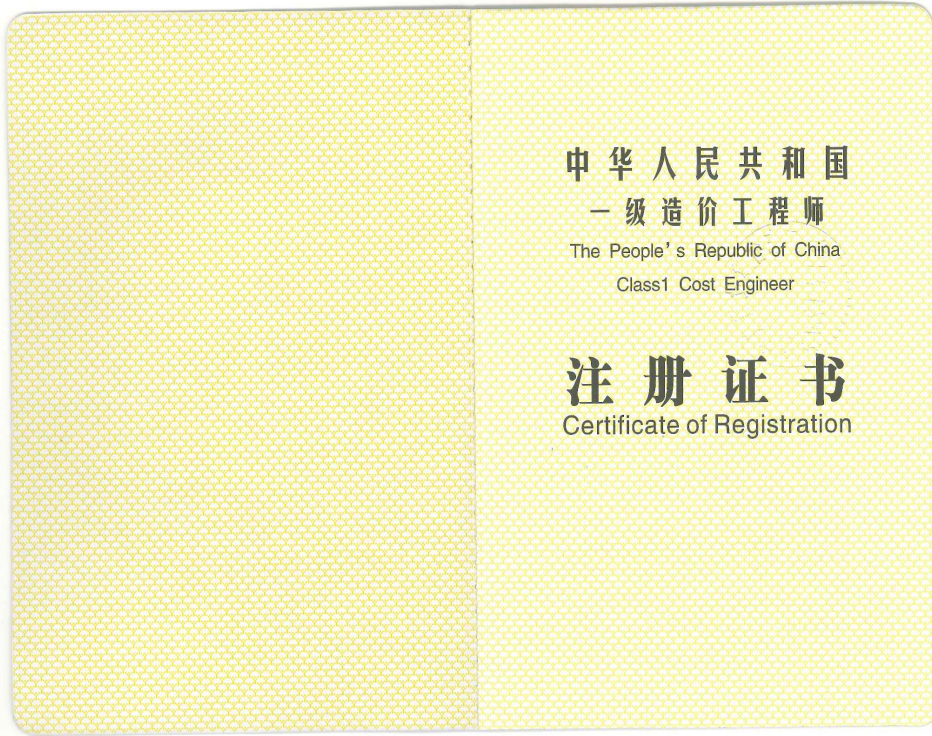 中华人民共和国
一级造价工程师
The People's Republic of China
Class1 Cost Engineer
注册证书
Certificate of Registration